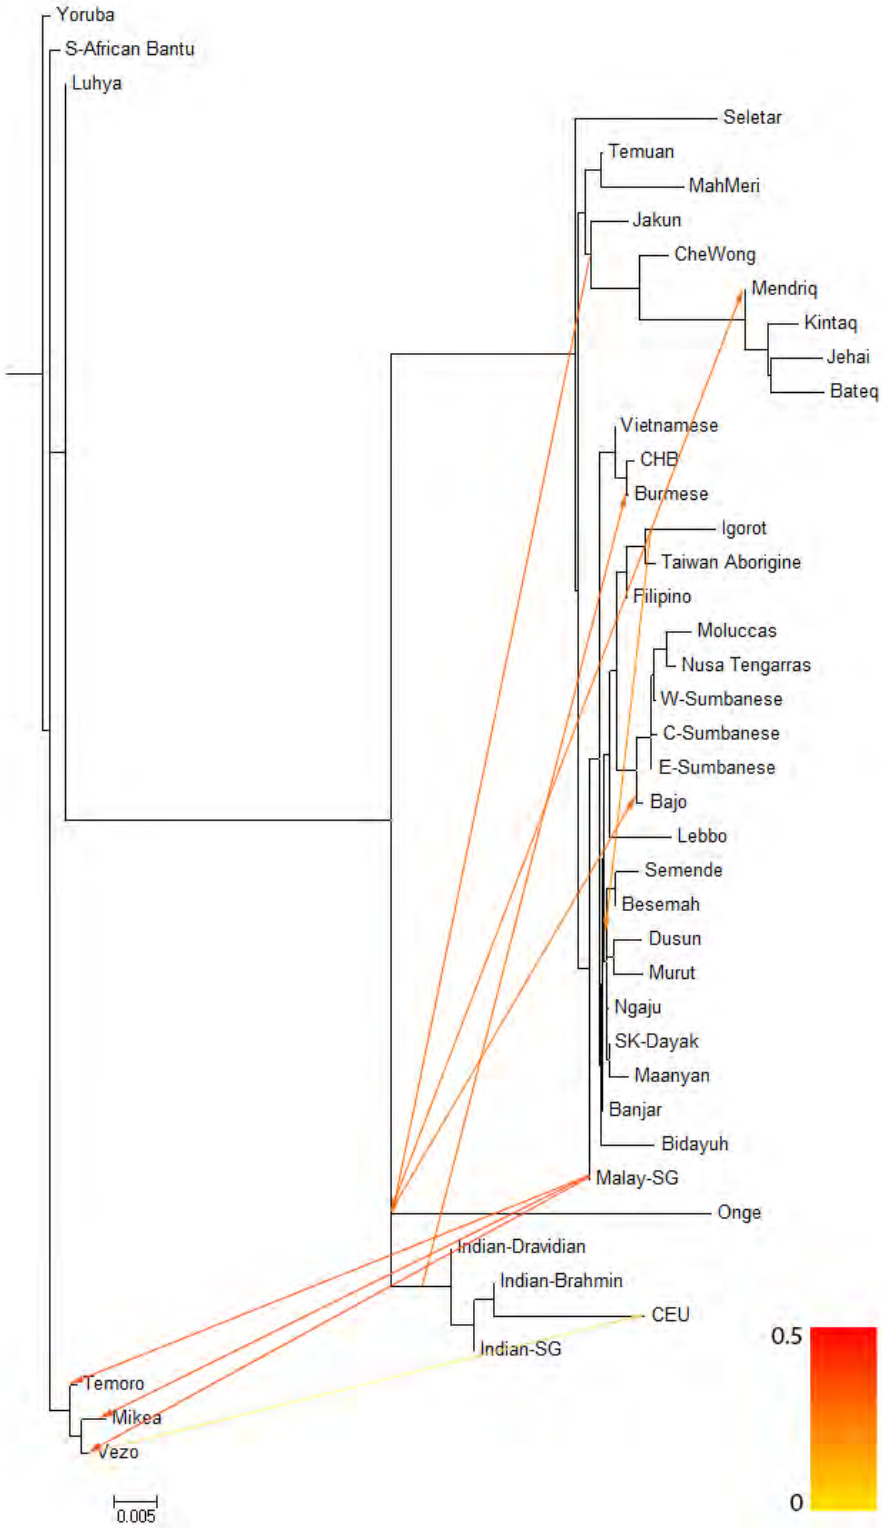 Yoruba
S-African Bantu
Luhya
Seletar
Temuan
MahMeri
Jakun
CheWong
Mendriq
Kintaq
Jehai
Bateq
Vietnamese
CHB
Burmese
Igorot
Taiwan Aborigine
Filipino
Moluccas
Nusa Tengarras
W-Sumbanese
C-Sumbanese
E-Sumbanese
Bajo
Lebbo
Semende
Besemah
Dusun
Murut
Ngaju
SK-Dayak
Maanyan
Banjar
Bidayuh
Malay-SG
Onge
Indian-Dravidian
Indian-Brahmin
CEU
Indian-SG
Temoro
Mikea
Vezo
0.5
0
0.005